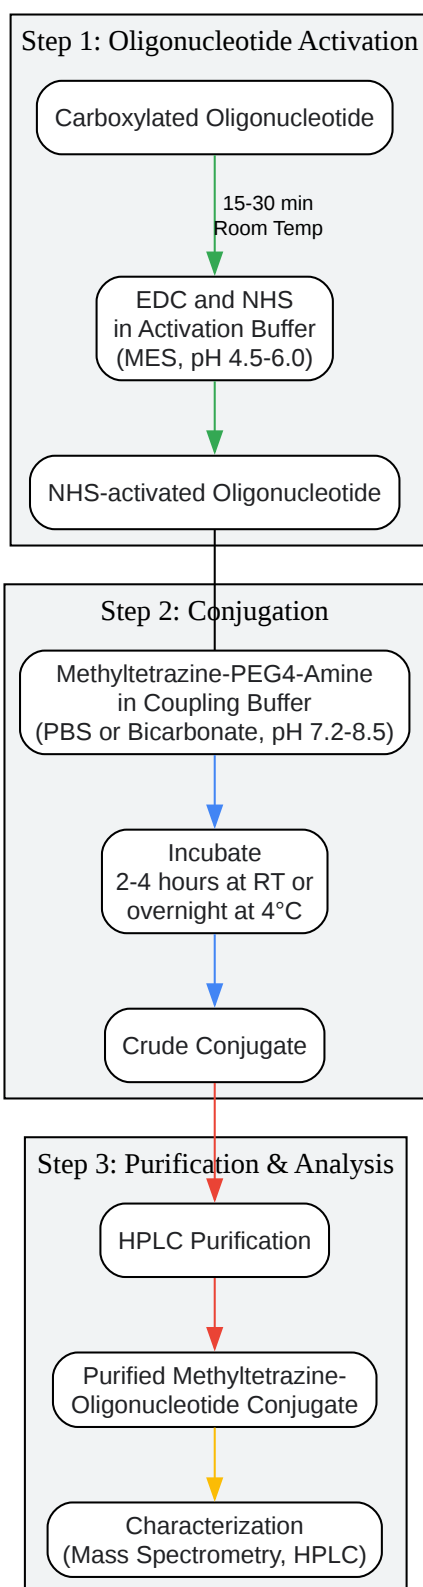 Step 1: Oligonucleotide Activation
Carboxylated Oligonucleotide
15-30 min
Room Temp
EDC and NHS
in Activation Buffer
(MES, pH 4.5-6.0)
NHS-activated Oligonucleotide
Step 2: Conjugation
Methyltetrazine-PEG4-Amine
in Coupling Buffer
(PBS or Bicarbonate, pH 7.2-8.5)
Incubate
2-4 hours at RT or
overnight at 4°C
Crude Conjugate
Step 3: Purification & Analysis
HPLC Purification
Purified Methyltetrazine-
Oligonucleotide Conjugate
Characterization
(Mass Spectrometry, HPLC)